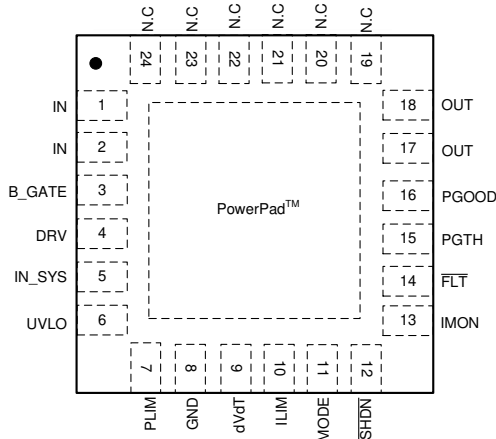 N.C N.C N.C N.C N.C N.C
24 23 22 21 20 19
IN 1 18 OUT
IN 2 17 OUT
B_GATE 3 16 PGOOD
PowerPad™
DRV 4 15 PGTH
IN_SYS 5 14 F̅L̅T̅
UVLO 6 13 IMON
7 8 9 10 11 12
PLIM GND dVdT ILIM MODE S̅H̅D̅N̅